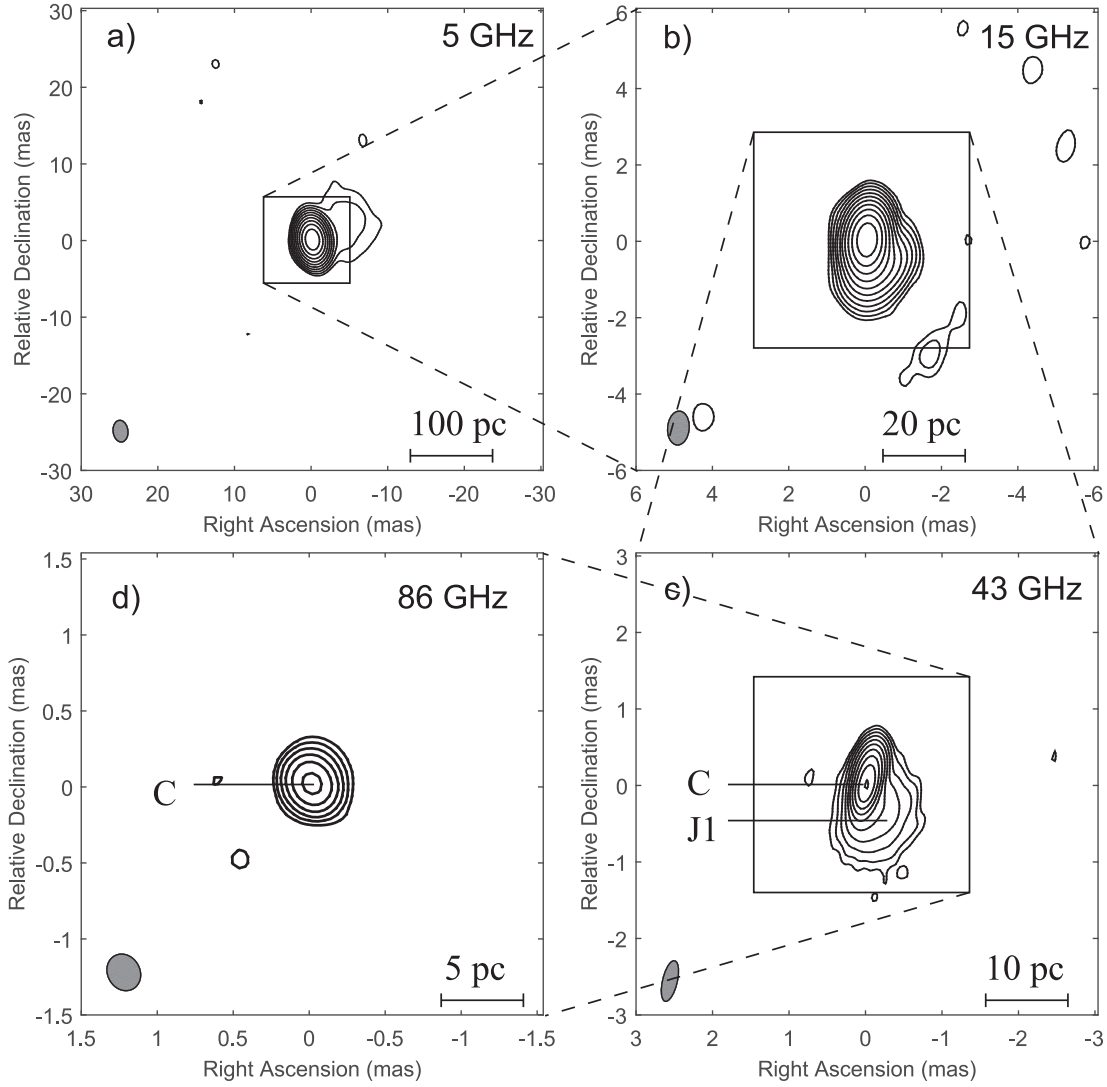 a)
5 GHz
30
20
10
0
-10
-20
-30
Relative Declination (mas)
100 pc
30
20
10
0
-10
-20
-30
Right Ascension (mas)
b)
15 GHz
6
4
2
0
-2
-4
-6
Relative Declination (mas)
20 pc
6
4
2
0
-2
-4
-6
Right Ascension (mas)
d)
86 GHz
1.5
1
0.5
0
-0.5
-1
-1.5
Relative Declination (mas)
C
5 pc
1.5
1
0.5
0
-0.5
-1
-1.5
Right Ascension (mas)
c)
43 GHz
3
2
1
0
-1
-2
-3
Relative Declination (mas)
C
J1
10 pc
3
2
1
0
-1
-2
-3
Right Ascension (mas)